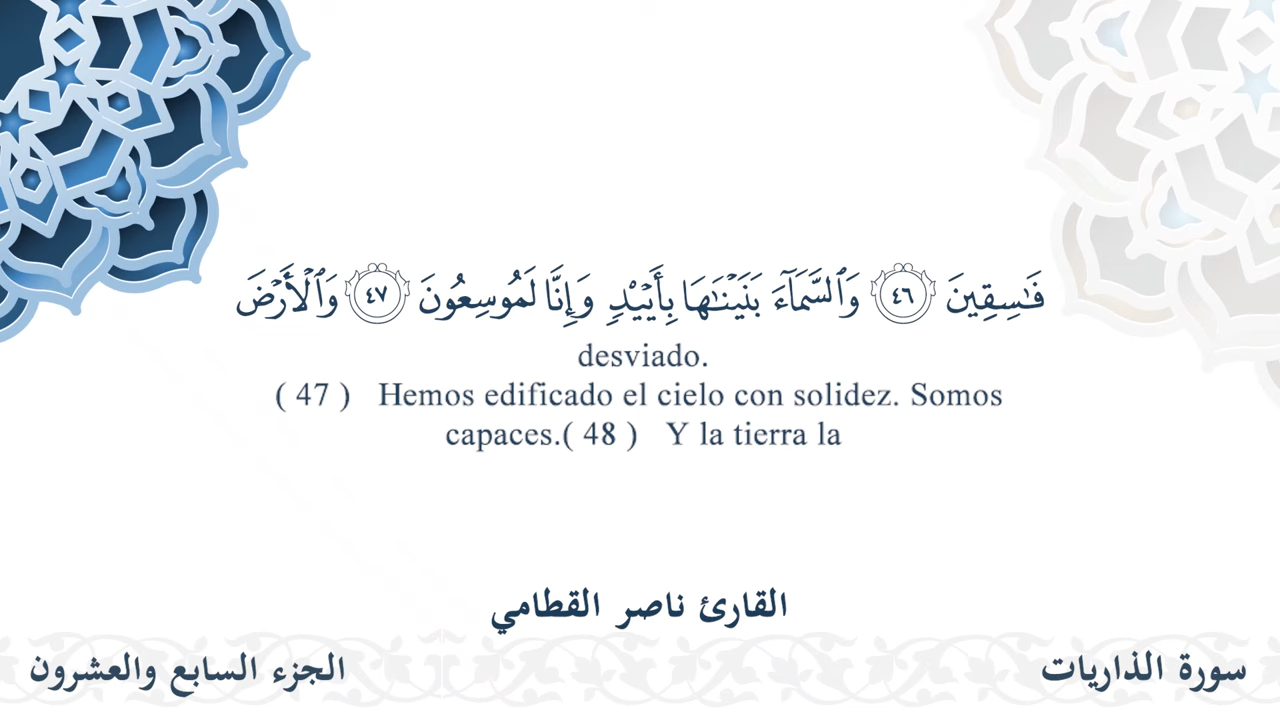 فَـٰسِقِينَ ٤٦ وَٱلسَّمَآءَ بَنَيْنَـٰهَا بِأَيْي۟دٍ وَإِنَّا لَمُوسِعُونَ ٤٧ وَٱلْأَرْضَ
desviado.
( 47 ) Hemos edificado el cielo con solidez. Somos
capaces.( 48 ) Y la tierra la
القارئ ناصر القطامي
سورة الذاريات
الجزء السابع والعشرون